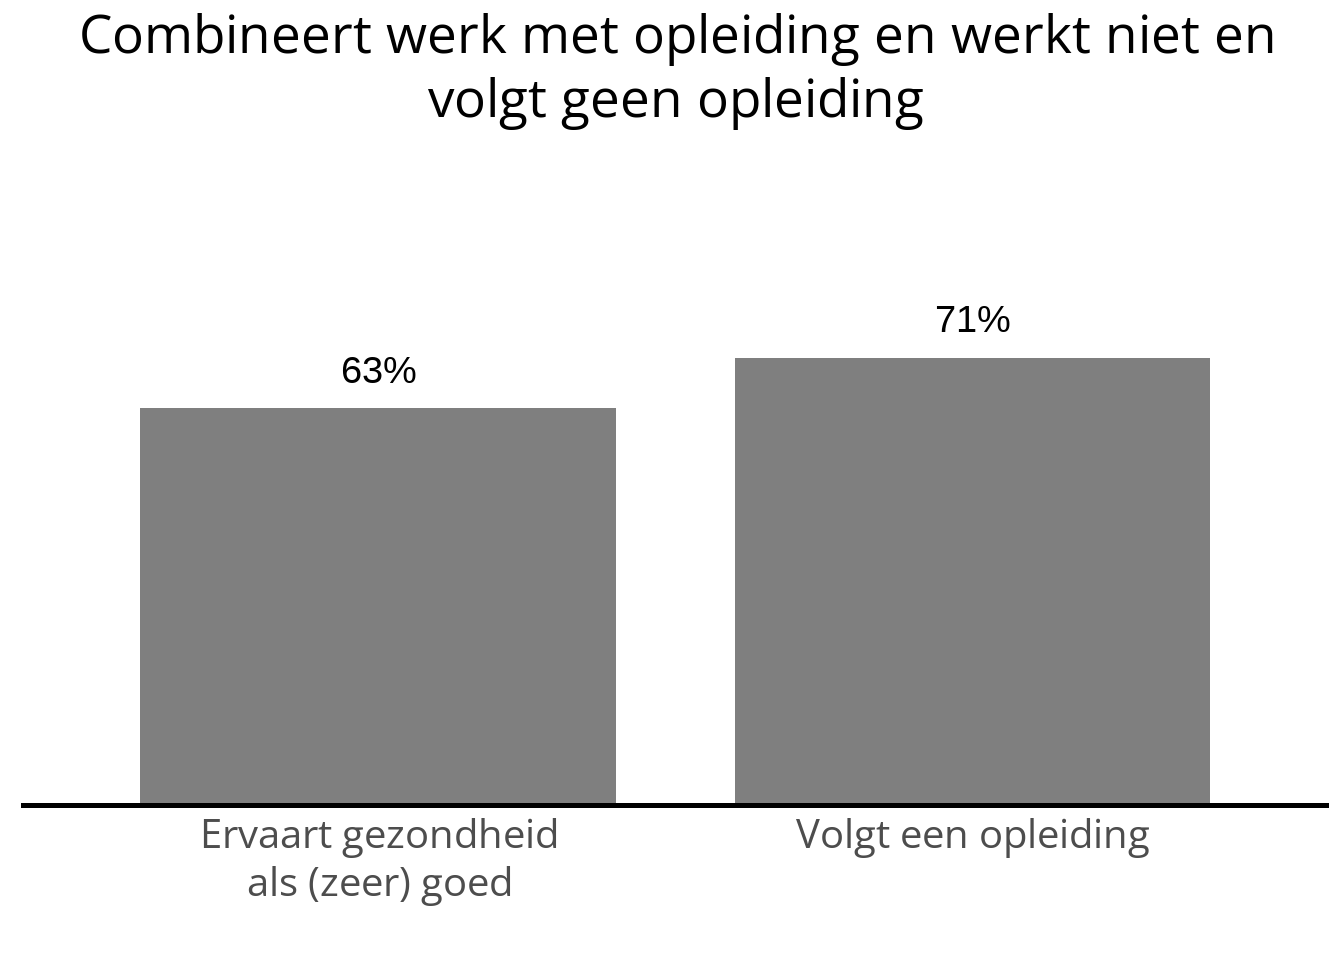 Combineert werk met opleiding en werkt niet en
volgt geen opleiding
63%
71%
Ervaart gezondheid
als (zeer) goed
Volgt een opleiding